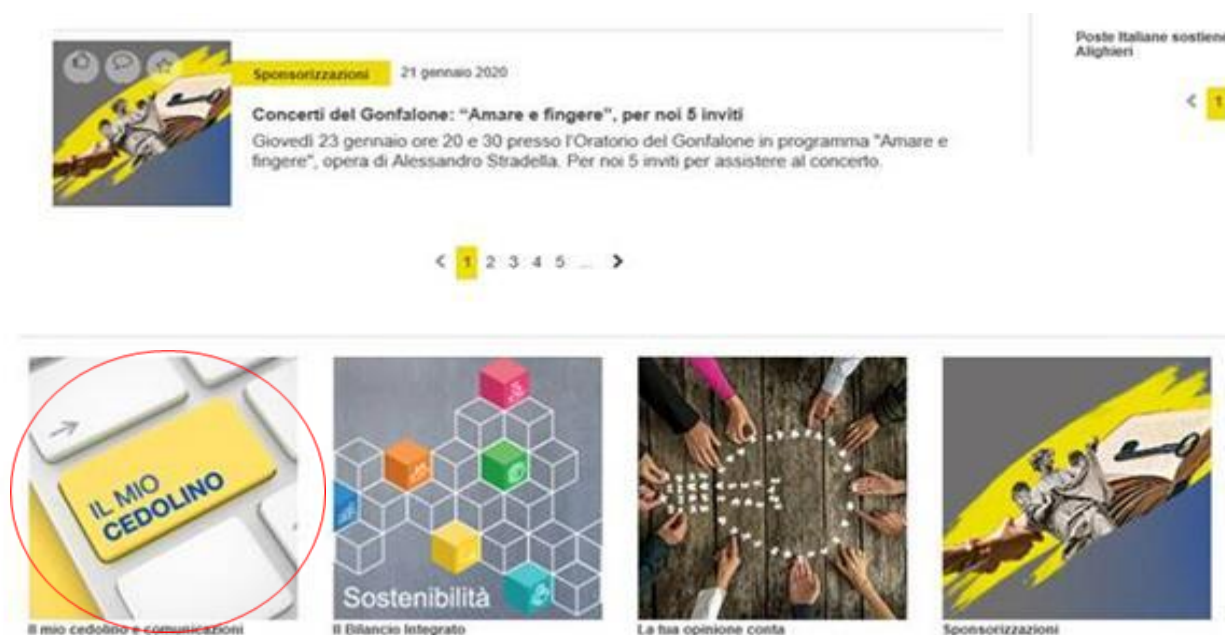 Poste Italiane sostiene
Alighieri
Sponsorizzazioni 21 gennaio 2020
Concerti del Gonfalone: “Amare e fingere”, per noi 5 inviti
Giovedì 23 gennaio ore 20 e 30 presso l'Oratorio del Gonfalone in programma "Amare e
fingere", opera di Alessandro Stradella. Per noi 5 inviti per assistere al concerto.
< 1
< 1 2 3 4 5 ... >
IL MIO
CEDOLINO
Sostenibilità
Il mio cedolino e comunicazioni
Il Bilancio Integrato
La tua opinione conta
Sponsorizzazioni